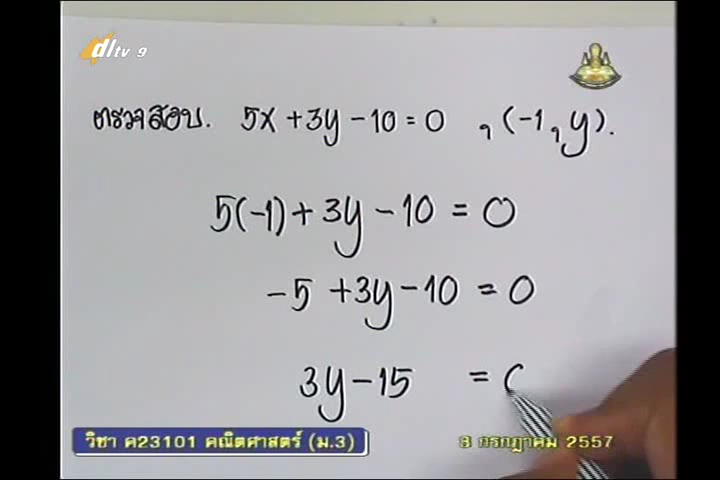 dltv 9
ตรวจสอบ. 5x + 3y - 10 = 0 , (-1, y).
5(-1) + 3y - 10 = 0
-5 + 3y - 10 = 0
3y - 15 = 0
วิชา ค23101 คณิตศาสตร์ (ม.3) 8 กรกฎาคม 2557